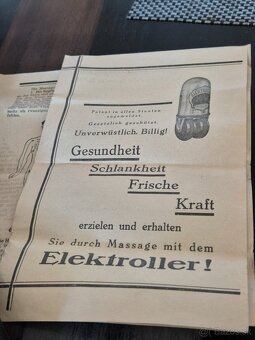 Patent in allen Staaten
angemeldet.
Gesetzlich geschützt.
Unverwüstlich. Billig!
Gesundheit
Schlankheit
Frische
Kraft
erzielen und erhalten
Sie durch Massage mit dem
Elektroller!